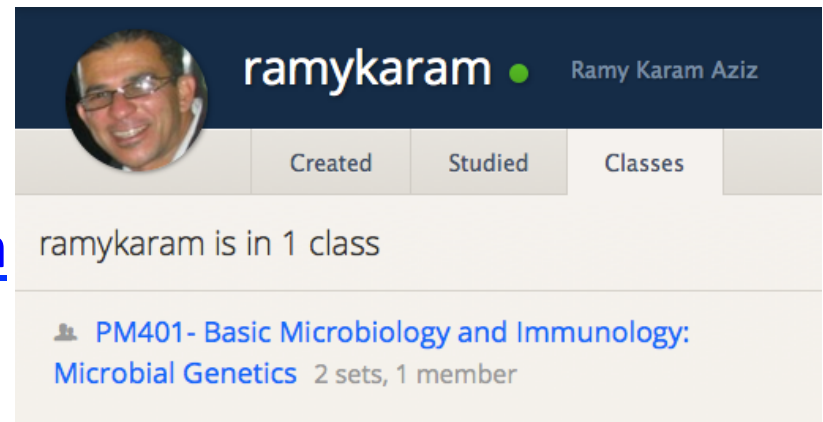 ramykaram
Ramy Karam Aziz
Created Studied Classes
ramykaram is in 1 class
PM401- Basic Microbiology and Immunology:
Microbial Genetics 2 sets, 1 member